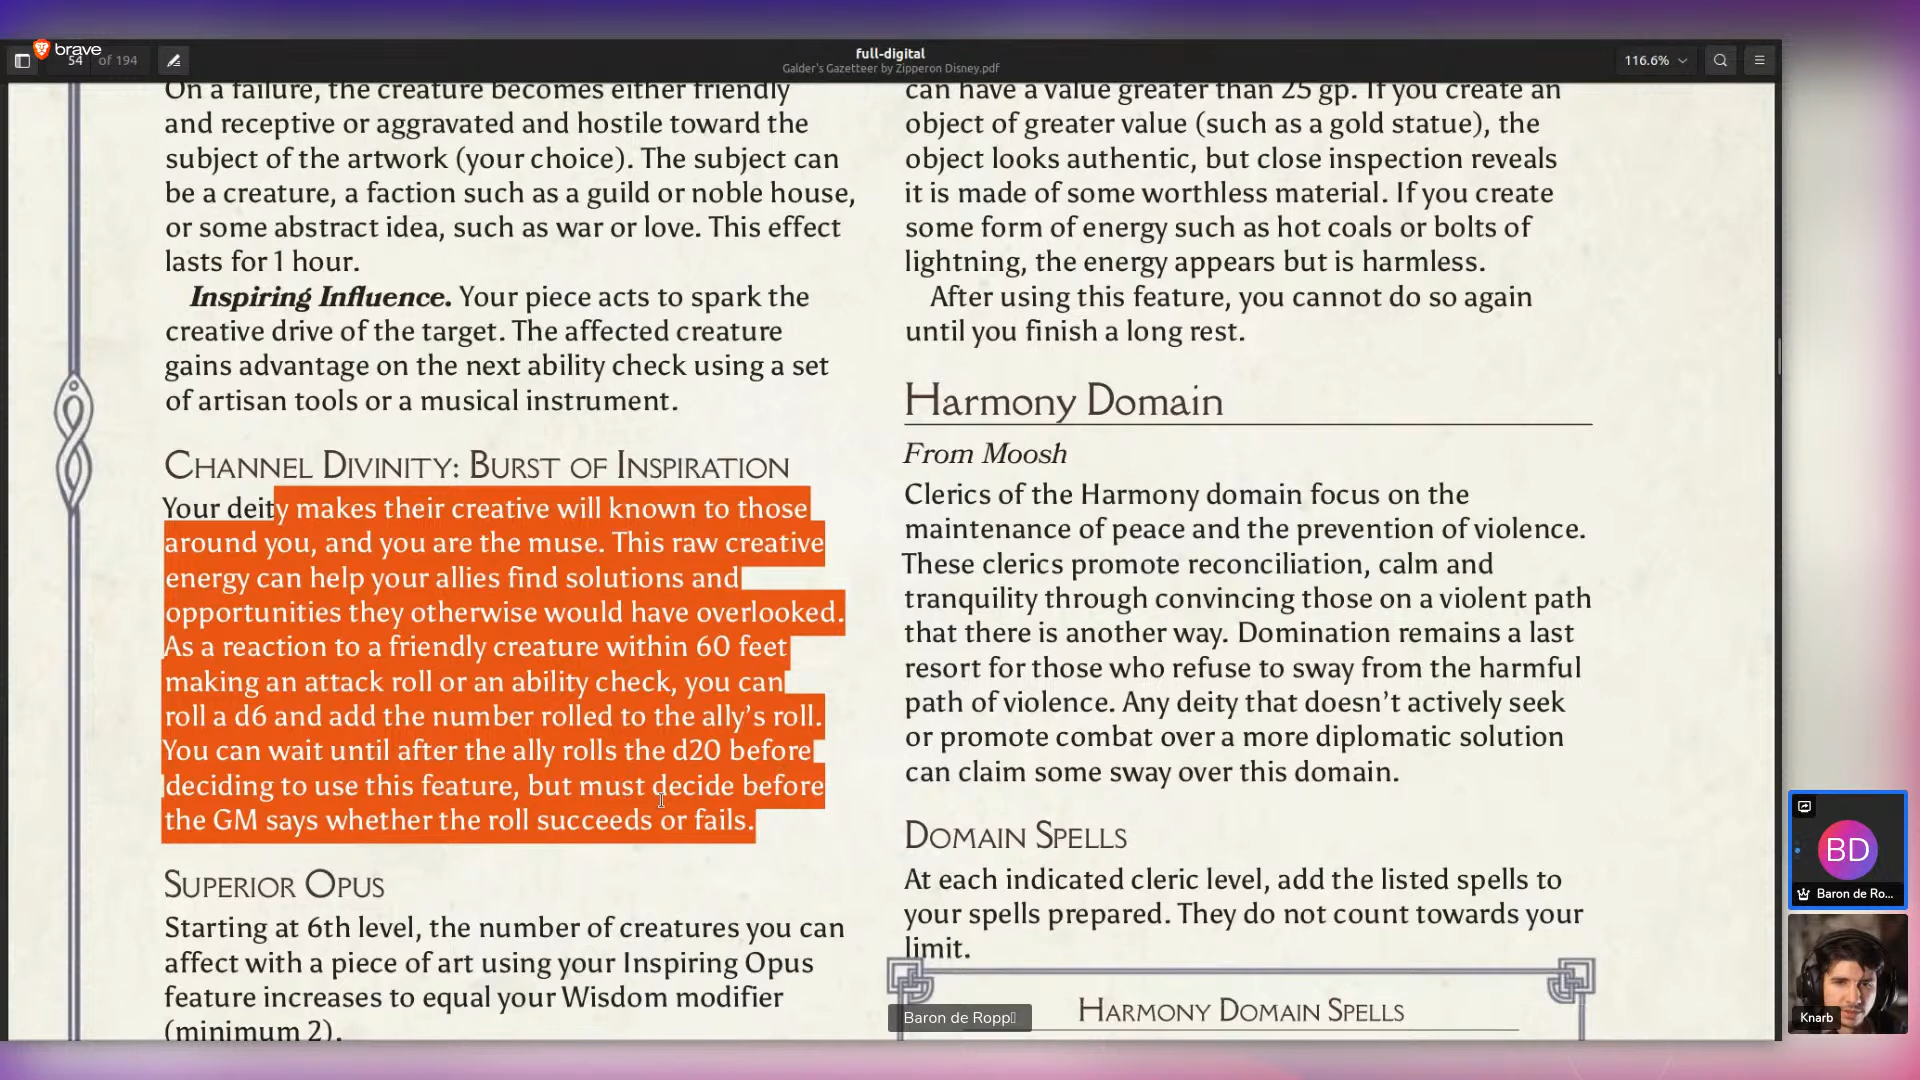 brave
54 of 194
full-digital
Galder's Gazetteer by Zipperon Disney.pdf
116.6%
On a failure, the creature becomes either friendly
and receptive or aggravated and hostile toward the
subject of the artwork (your choice). The subject can
be a creature, a faction such as a guild or noble house,
or some abstract idea, such as war or love. This effect
lasts for 1 hour.
Inspiring Influence. Your piece acts to spark the
creative drive of the target. The affected creature
gains advantage on the next ability check using a set
of artisan tools or a musical instrument.
Channel Divinity: Burst of Inspiration
Your deity makes their creative will known to those
around you, and you are the muse. This raw creative
energy can help your allies find solutions and
opportunities they otherwise would have overlooked.
As a reaction to a friendly creature within 60 feet
making an attack roll or an ability check, you can
roll a d6 and add the number rolled to the ally's roll.
You can wait until after the ally rolls the d20 before
deciding to use this feature, but must decide before
the GM says whether the roll succeeds or fails.
Superior Opus
Starting at 6th level, the number of creatures you can
affect with a piece of art using your Inspiring Opus
feature increases to equal your Wisdom modifier
(minimum 2).
can have a value greater than 25 gp. If you create an
object of greater value (such as a gold statue), the
object looks authentic, but close inspection reveals
it is made of some worthless material. If you create
some form of energy such as hot coals or bolts of
lightning, the energy appears but is harmless.
After using this feature, you cannot do so again
until you finish a long rest.
Harmony Domain
From Moosh
Clerics of the Harmony domain focus on the
maintenance of peace and the prevention of violence.
These clerics promote reconciliation, calm and
tranquility through convincing those on a violent path
that there is another way. Domination remains a last
resort for those who refuse to sway from the harmful
path of violence. Any deity that doesn't actively seek
or promote combat over a more diplomatic solution
can claim some sway over this domain.
Domain Spells
At each indicated cleric level, add the listed spells to
your spells prepared. They do not count towards your
limit.
Harmony Domain Spells
Baron de Ropp
BD
Baron de Ro...
Knarb